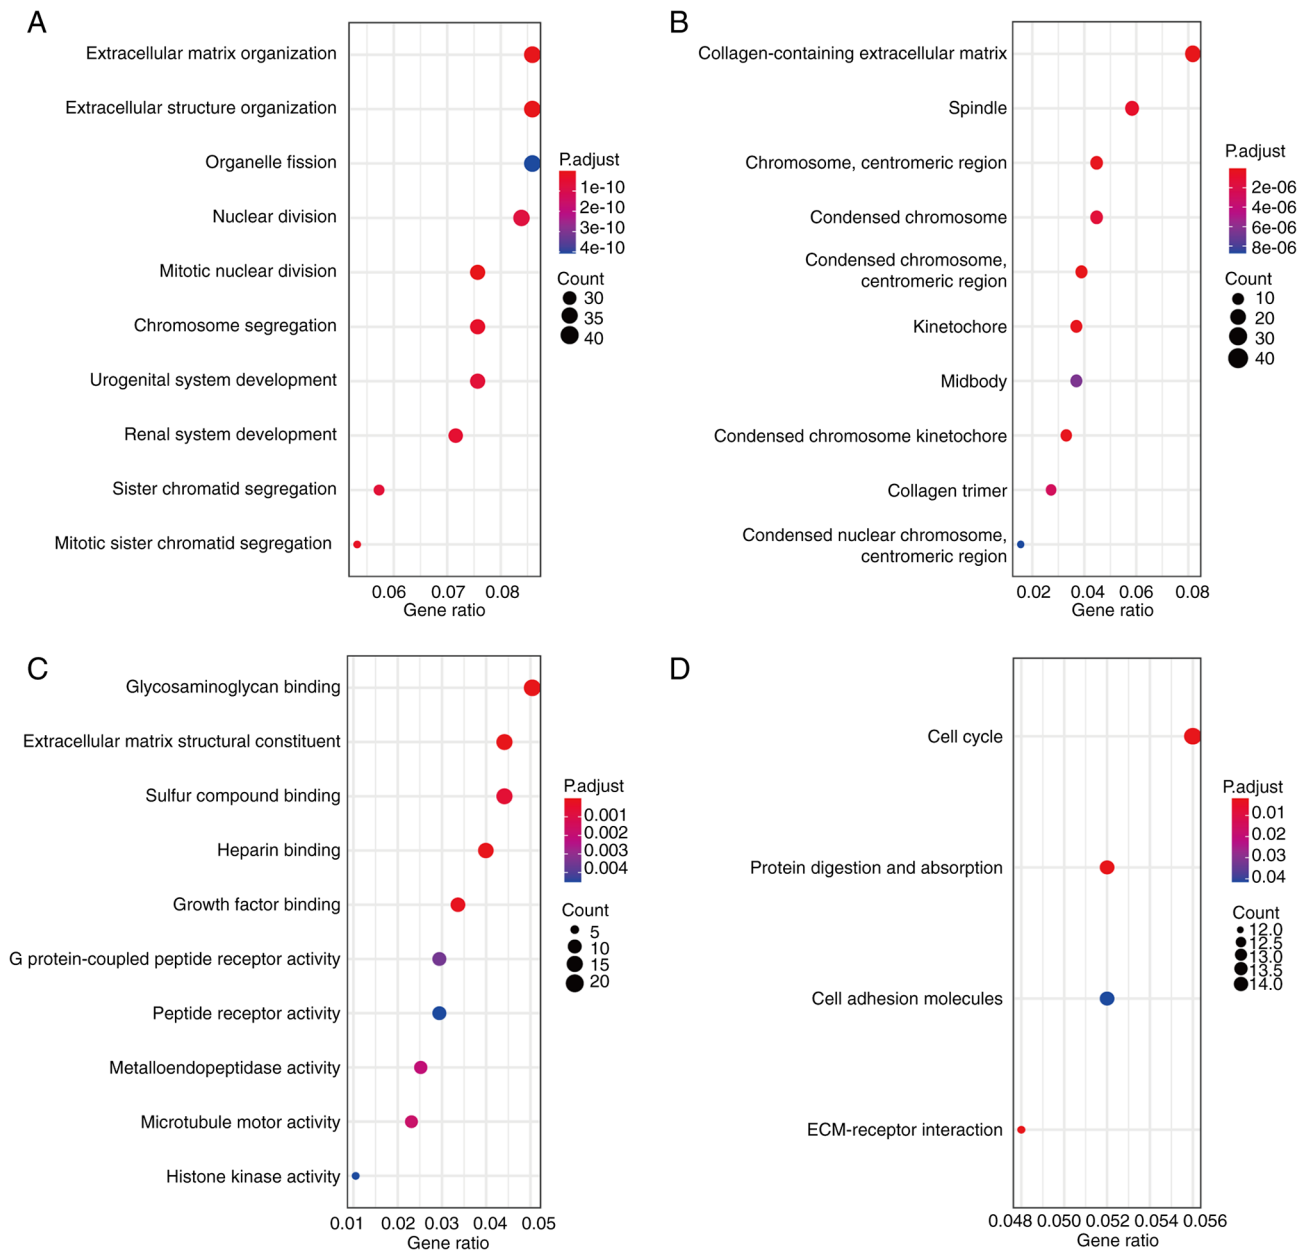 A
Extracellular matrix organization
Extracellular structure organization
Organelle fission
Nuclear division
Mitotic nuclear division
Chromosome segregation
Urogenital system development
Renal system development
Sister chromatid segregation
Mitotic sister chromatid segregation
0.06 0.07 0.08
Gene ratio
P.adjust
1e-10
2e-10
3e-10
4e-10
Count
30
35
40
B
Collagen-containing extracellular matrix
Spindle
Chromosome, centromeric region
Condensed chromosome
Condensed chromosome,
centromeric region
Kinetochore
Midbody
Condensed chromosome kinetochore
Collagen trimer
Condensed nuclear chromosome,
centromeric region
0.02 0.04 0.06 0.08
Gene ratio
P.adjust
2e-06
4e-06
6e-06
8e-06
Count
10
20
30
40
C
Glycosaminoglycan binding
Extracellular matrix structural constituent
Sulfur compound binding
Heparin binding
Growth factor binding
G protein-coupled peptide receptor activity
Peptide receptor activity
Metalloendopeptidase activity
Microtubule motor activity
Histone kinase activity
0.01 0.02 0.03 0.04 0.05
Gene ratio
P.adjust
0.001
0.002
0.003
0.004
Count
5
10
15
20
D
Cell cycle
Protein digestion and absorption
Cell adhesion molecules
ECM-receptor interaction
0.048 0.050 0.052 0.054 0.056
Gene ratio
P.adjust
0.01
0.02
0.03
0.04
Count
12.0
12.5
13.0
13.5
14.0